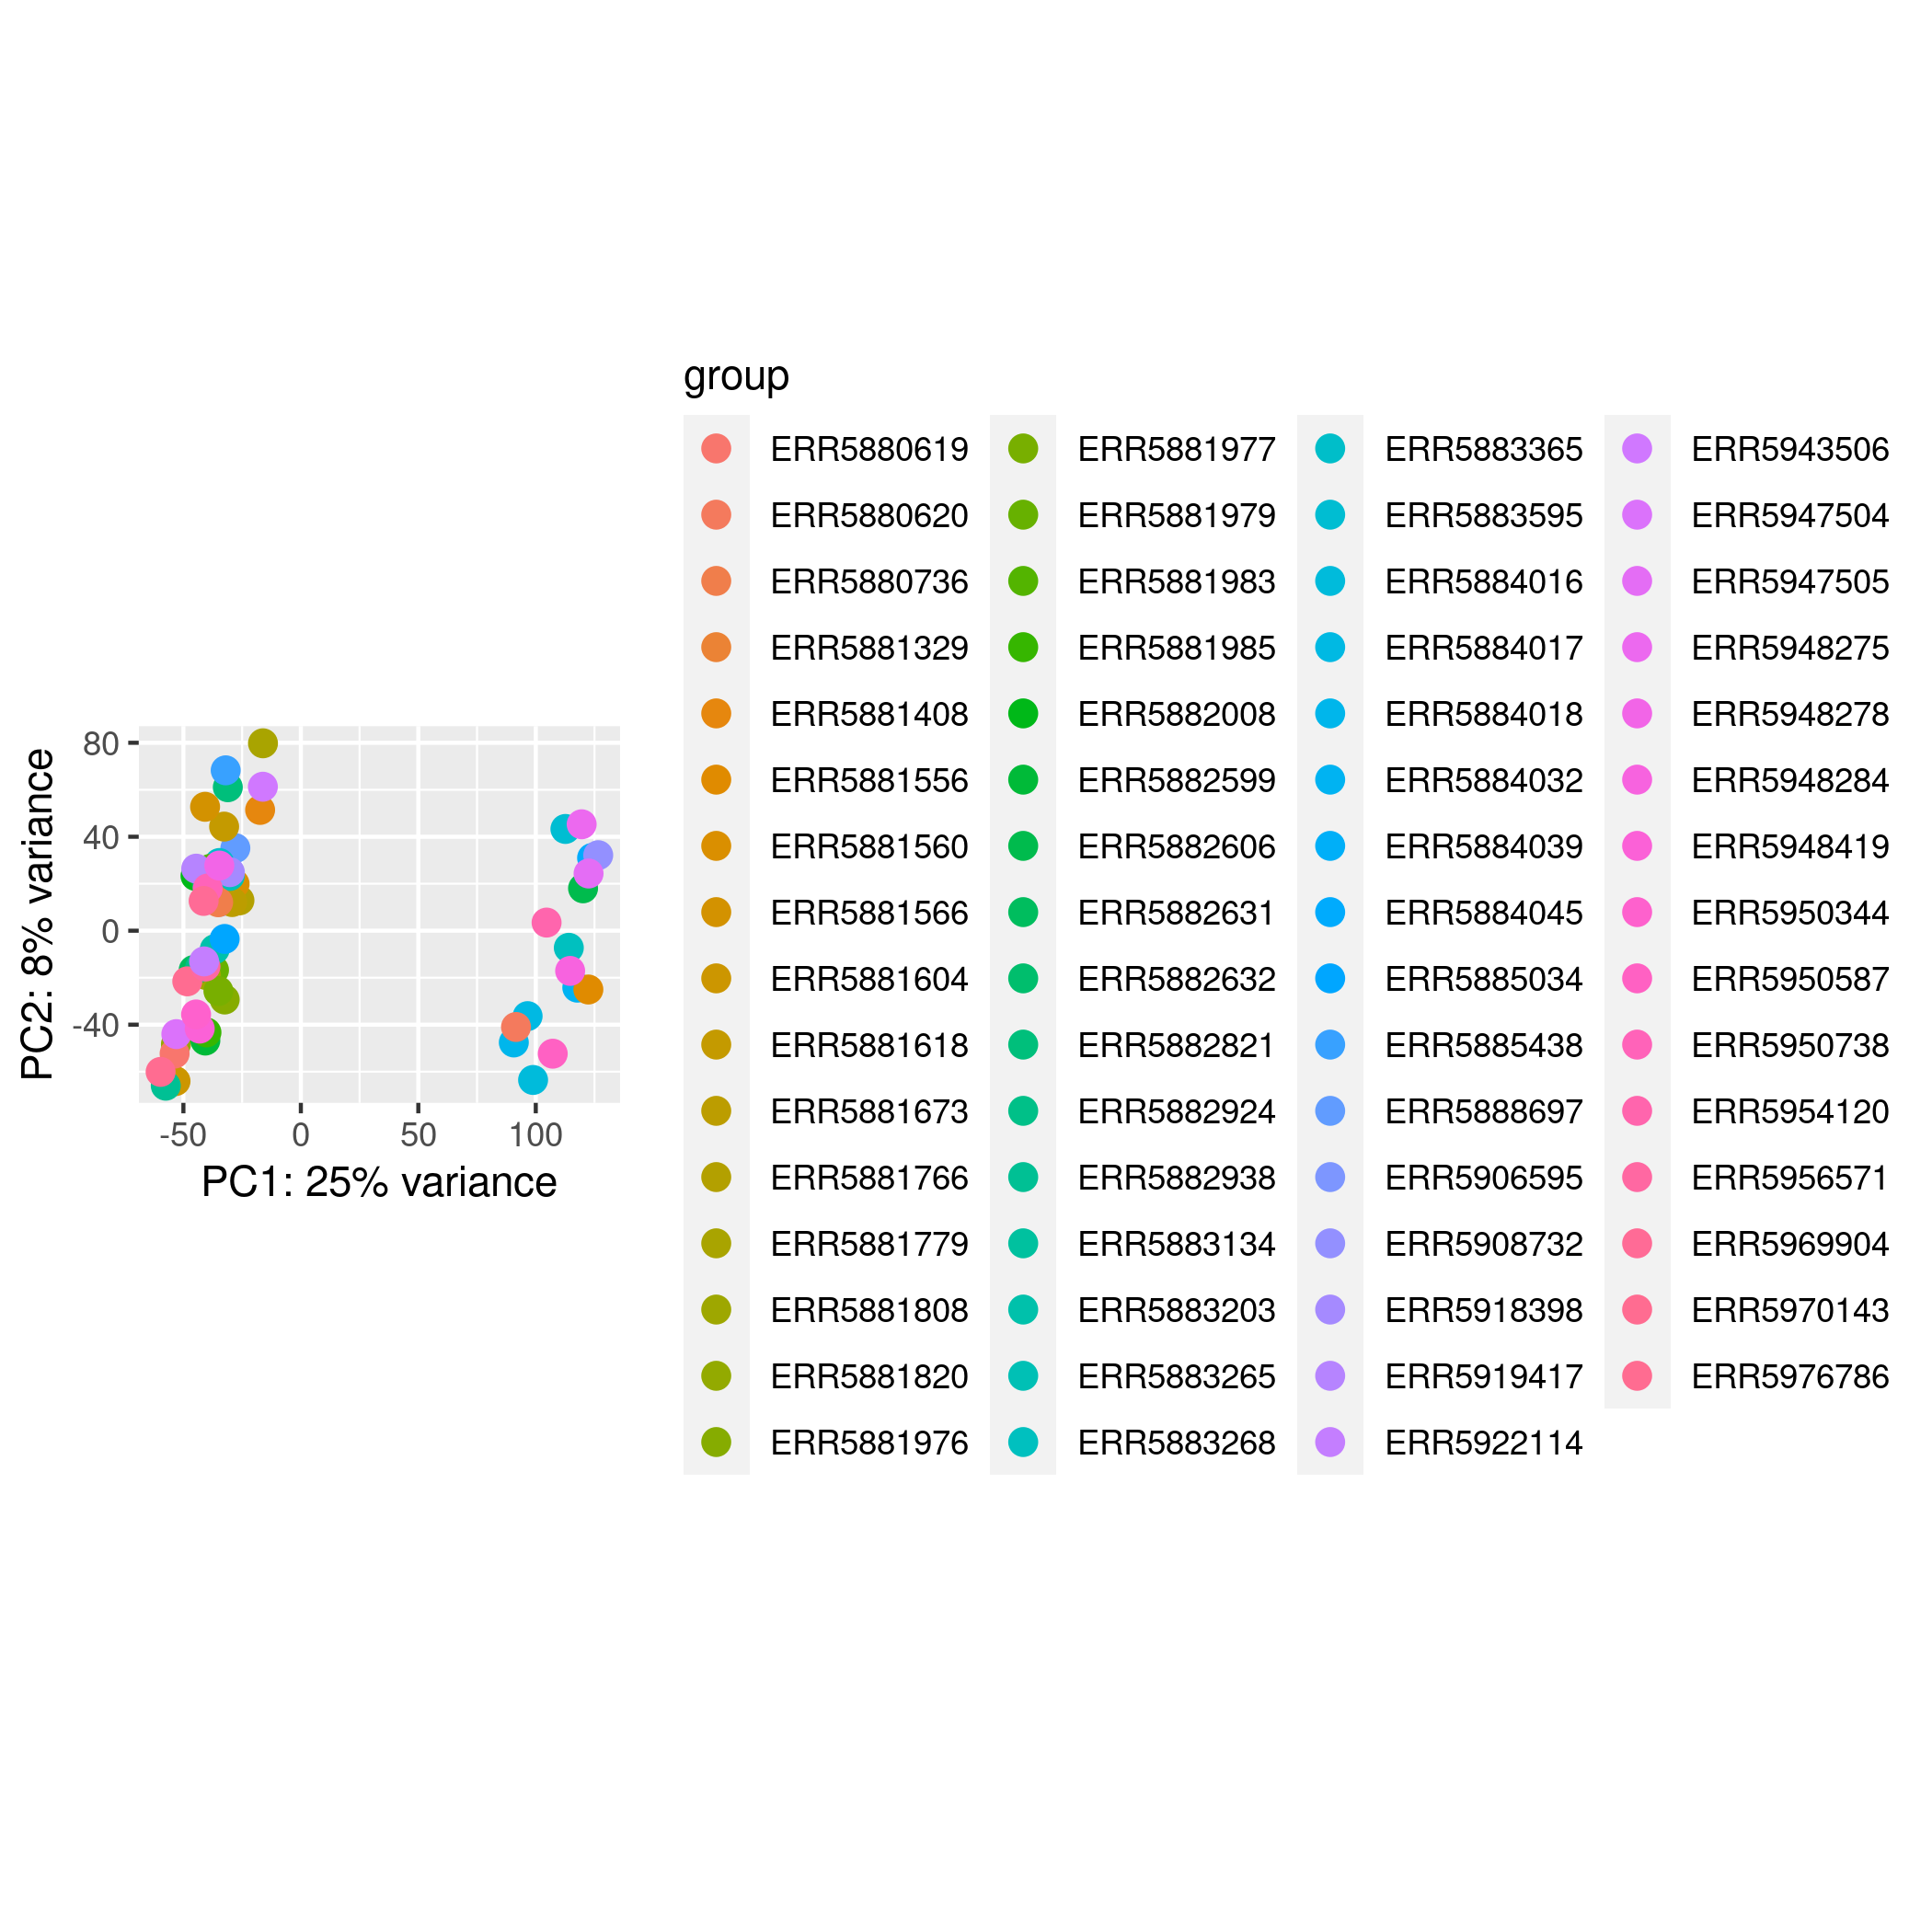 group
ERR5880619 ERR5881977 ERR5883365 ERR5943506
ERR5880620 ERR5881979 ERR5883595 ERR5947504
ERR5880736 ERR5881983 ERR5884016 ERR5947505
ERR5881329 ERR5881985 ERR5884017 ERR5948275
ERR5881408 ERR5882008 ERR5884018 ERR5948278
ERR5881556 ERR5882599 ERR5884032 ERR5948284
ERR5881560 ERR5882606 ERR5884039 ERR5948419
ERR5881566 ERR5882631 ERR5884045 ERR5950344
ERR5881604 ERR5882632 ERR5885034 ERR5950587
ERR5881618 ERR5882821 ERR5885438 ERR5950738
ERR5881673 ERR5882924 ERR5888697 ERR5954120
ERR5881766 ERR5882938 ERR5906595 ERR5956571
ERR5881779 ERR5883134 ERR5908732 ERR5969904
ERR5881808 ERR5883203 ERR5918398 ERR5970143
ERR5881820 ERR5883265 ERR5919417 ERR5976786
ERR5881976 ERR5883268 ERR5922114
PC2: 8% variance
80
40
0
-40
-50 0 50 100
PC1: 25% variance